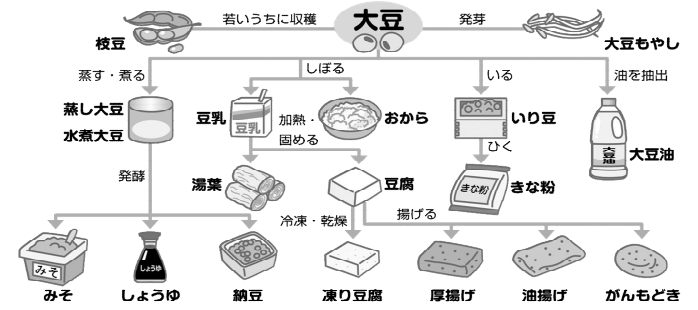 若いうちに収穫
大豆
発芽
枝豆
大豆もやし
蒸す・煮る
しぼる
いる
油を抽出
蒸し大豆
水煮大豆
豆乳
豆乳
加熱・
固める
おから
いり豆
大豆油
大豆油
ひく
発酵
湯葉
豆腐
きな粉
きな粉
冷凍・乾燥
揚げる
みそ
しょうゆ
みそ
しょうゆ
納豆
凍り豆腐
厚揚げ
油揚げ
がんもどき